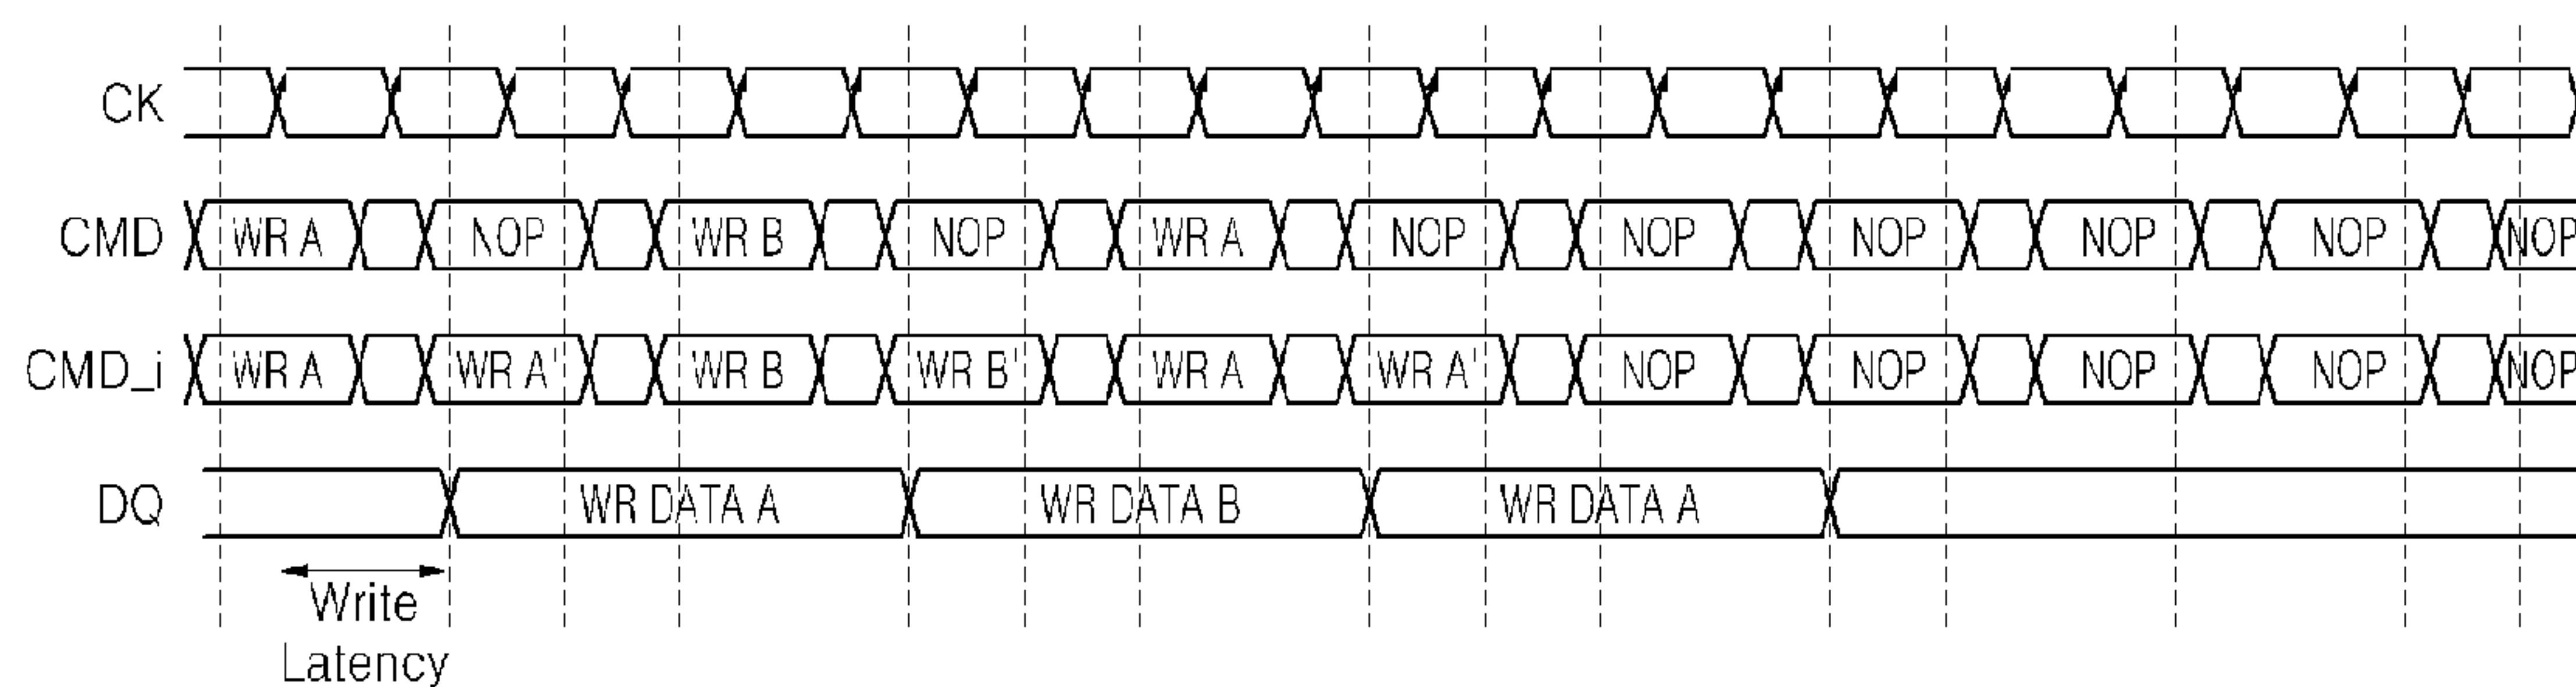 CK
CMD WR A NOP WR B NOP WR A NOP NOP NOP NOP NOP NOP
CMD_i WR A WR A' WR B WR B' WR A WR A' NOP NOP NOP NOP NOP
DQ WR DATA A WR DATA B WR DATA A
Write
Latency